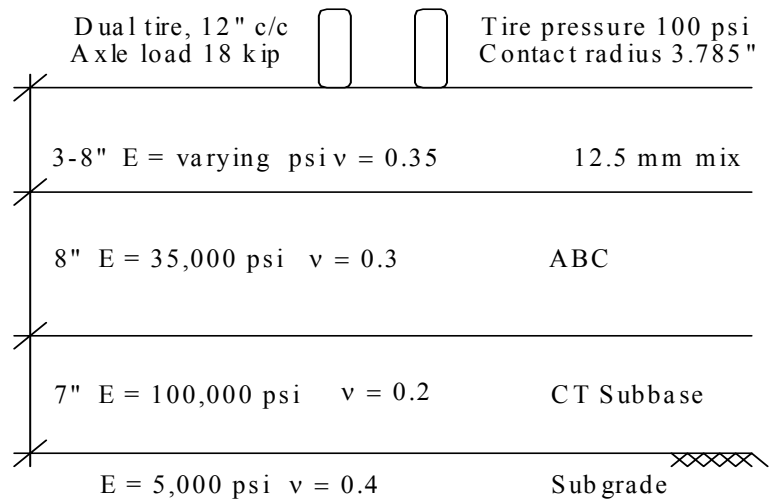 Dual tire, 12" c/c
Axle load 18 kip
Tire pressure 100 psi
Contact radius 3.785"
3-8" E = varying psi ν = 0.35 12.5 mm mix
8" E = 35,000 psi ν = 0.3 ABC
7" E = 100,000 psi ν = 0.2 CT Subbase
E = 5,000 psi ν = 0.4 Subgrade